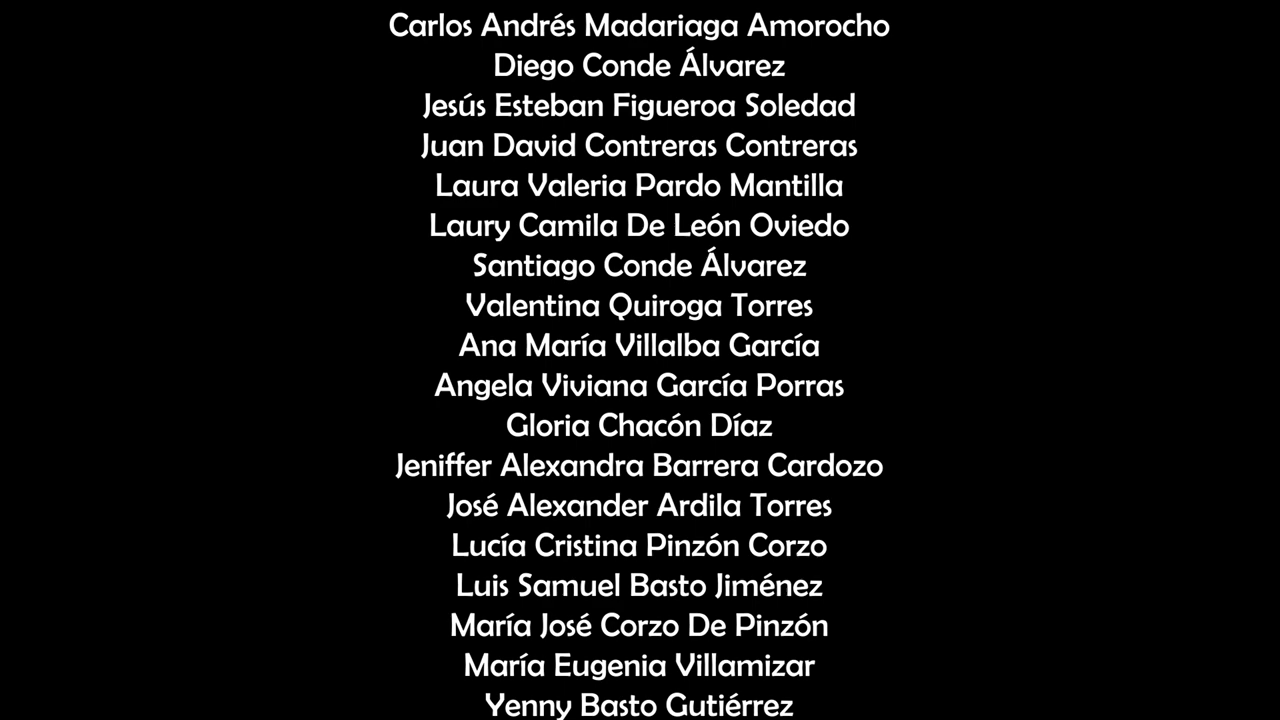 Carlos Andrés Madariaga Amorocho
Diego Conde Álvarez
Jesús Esteban Figueroa Soledad
Juan David Contreras Contreras
Laura Valeria Pardo Mantilla
Laury Camila De León Oviedo
Santiago Conde Álvarez
Valentina Quiroga Torres
Ana María Villalba García
Angela Viviana García Porras
Gloria Chacón Díaz
Jeniffer Alexandra Barrera Cardozo
José Alexander Ardila Torres
Lucía Cristina Pinzón Corzo
Luis Samuel Basto Jiménez
María José Corzo De Pinzón
María Eugenia Villamizar
Yenny Basto Gutiérrez